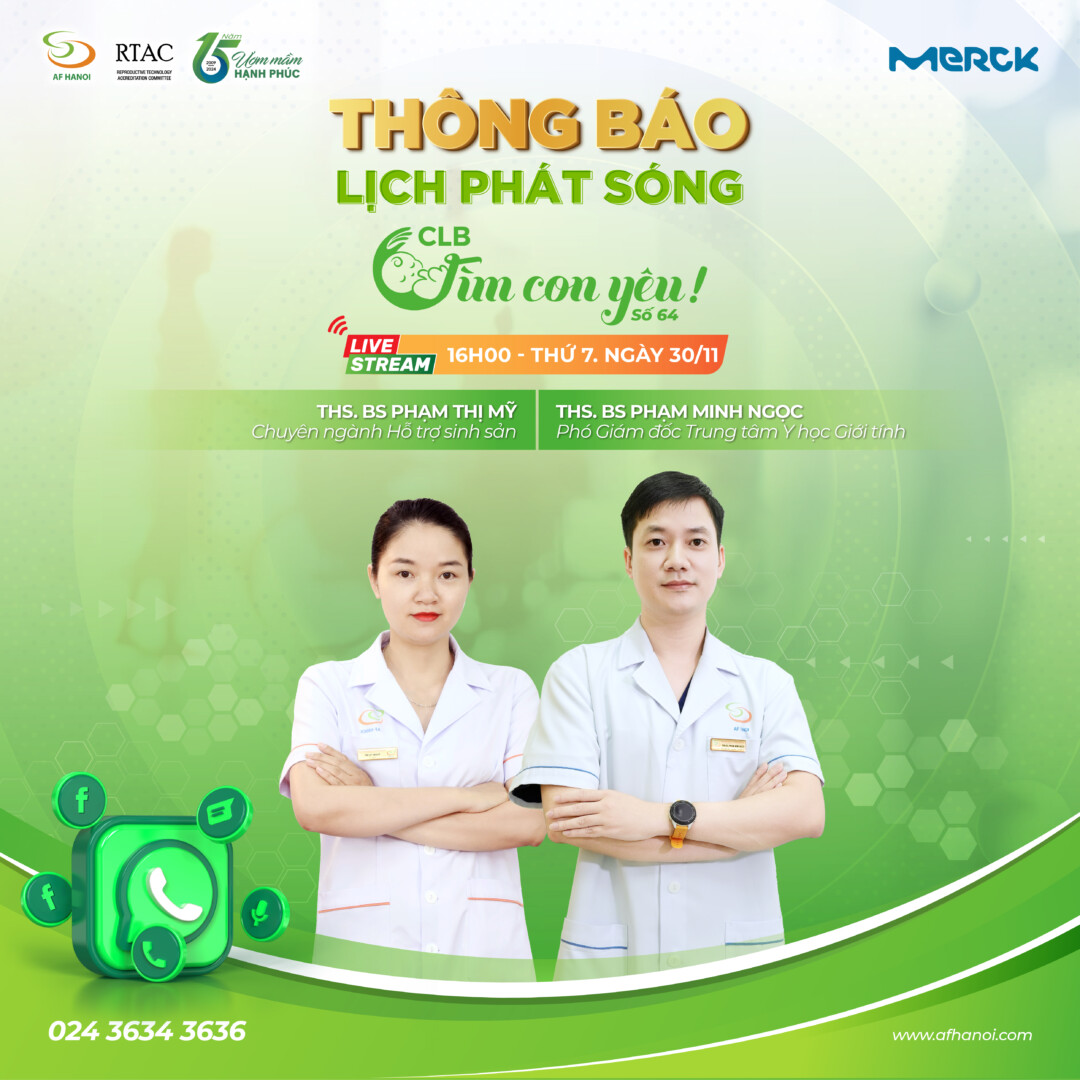 AF HANOI
RTAC
REPRODUCTIVE TECHNOLOGY
ACCREDITATION COMMITTEE
15 Năm
Ươm mầm
HẠNH PHÚC
MERCK
THÔNG BÁO
LỊCH PHÁT SÓNG
CLB
Tìm con yêu!
Số 64
LIVE
STREAM
16H00 - THỨ 7. NGÀY 30/11
THS. BS PHẠM THỊ MỸ
Chuyên ngành Hỗ trợ sinh sản
THS. BS PHẠM MINH NGỌC
Phó Giám đốc Trung tâm Y học Giới tính
024 3634 3636
www.afhanoi.com